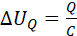 ΔU_Q = Q/C